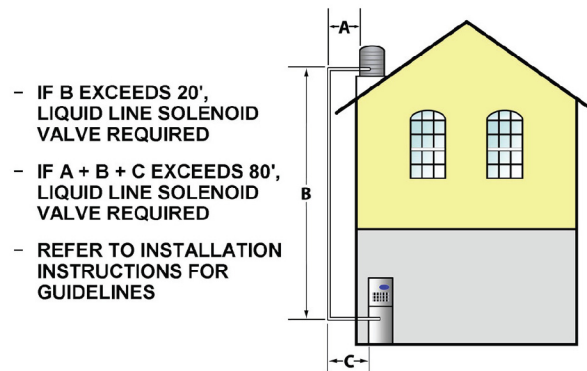 A
– IF B EXCEEDS 20',
LIQUID LINE SOLENOID
VALVE REQUIRED
– IF A + B + C EXCEEDS 80',
LIQUID LINE SOLENOID
VALVE REQUIRED
B
– REFER TO INSTALLATION
INSTRUCTIONS FOR
GUIDELINES
C